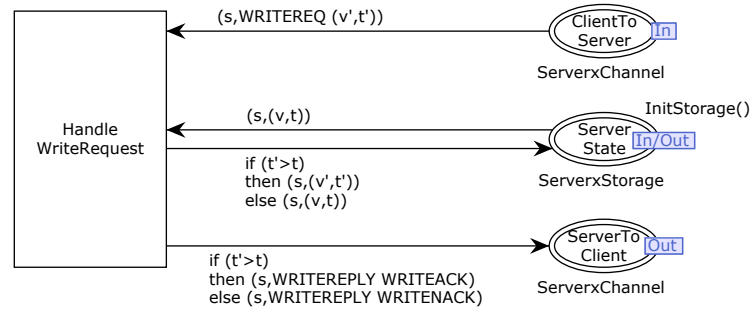 (s,WRITEREQ (v',t'))
ClientTo
Server
In
ServerxChannel
Handle
WriteRequest
(s,(v,t))
InitStorage()
Server
State
In/Out
if (t'>t)
then (s,(v',t'))
else (s,(v,t))
ServerxStorage
ServerTo
Client
Out
if (t'>t)
then (s,WRITEREPLY WRITEACK)
else (s,WRITEREPLY WRITENACK)
ServerxChannel